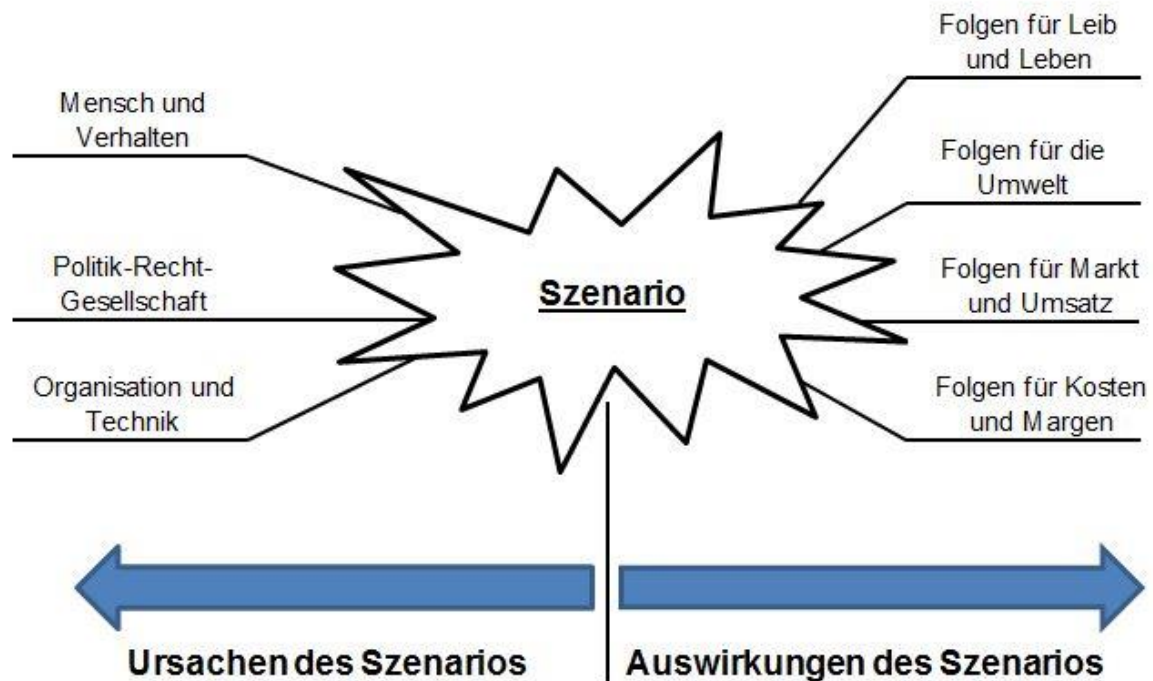 Mensch und
Verhalten
Politik-Recht-
Gesellschaft
Organisation und
Technik
Szenario
Folgen für Leib
und Leben
Folgen für die
Umwelt
Folgen für Markt
und Umsatz
Folgen für Kosten
und Margen
Ursachen des Szenarios
Auswirkungen des Szenarios